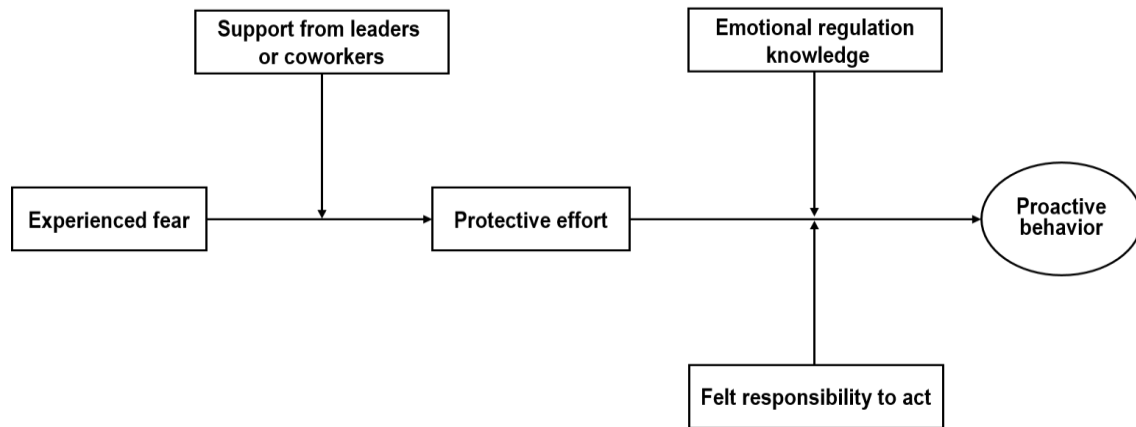 Support from leaders
or coworkers
Emotional regulation
knowledge
Experienced fear
Protective effort
Proactive
behavior
Felt responsibility to act